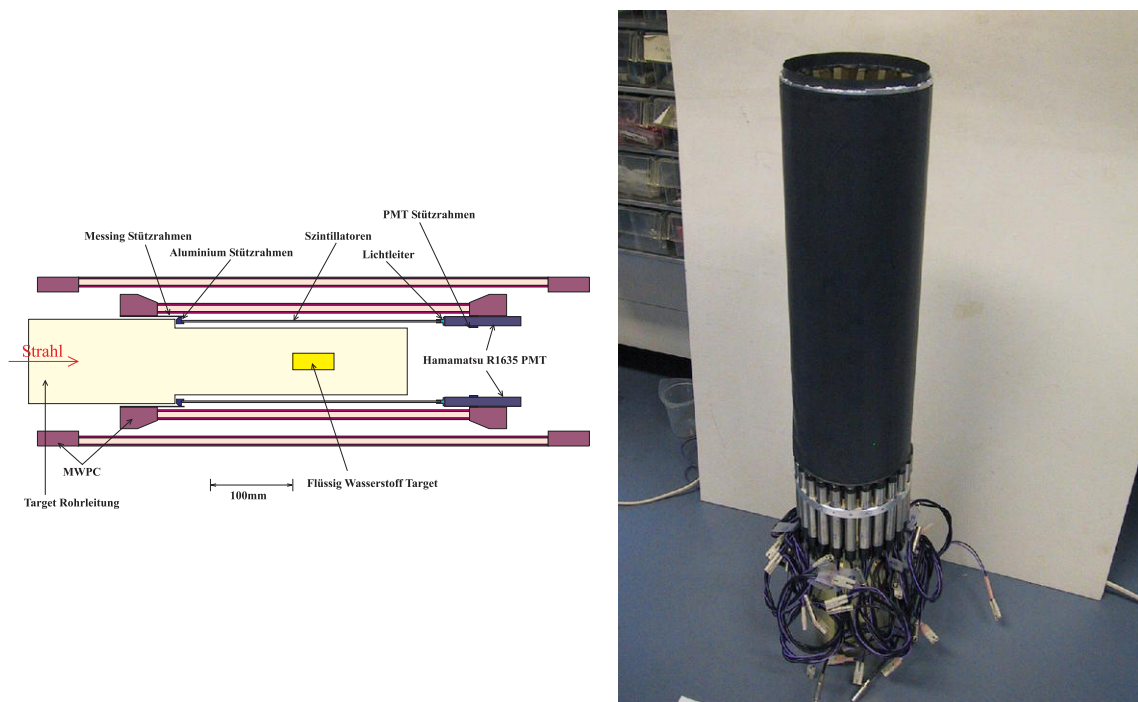 PMT Stützrahmen
Messing Stützrahmen
Szintillatoren
Aluminium Stützrahmen
Lichtleiter
Strahl
Hamamatsu R1635 PMT
MWPC
Flüssig Wasserstoff Target
100mm
Target Rohrleitung